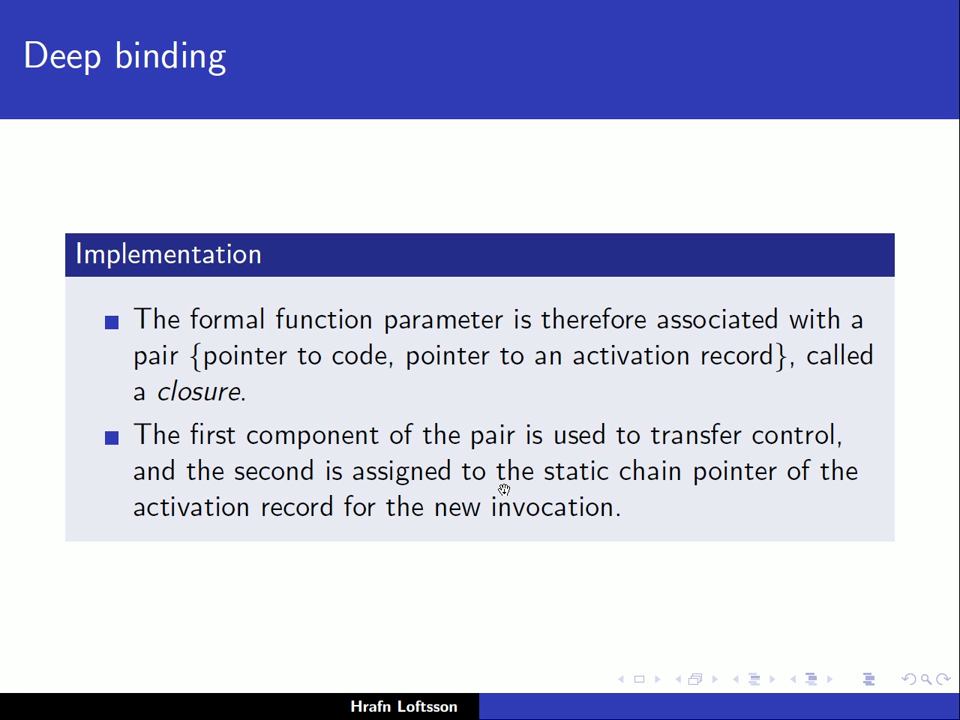 Deep binding
Implementation
The formal function parameter is therefore associated with a
pair {pointer to code, pointer to an activation record}, called
a closure.
The first component of the pair is used to transfer control,
and the second is assigned to the static chain pointer of the
activation record for the new invocation.
Hrafn Loftsson